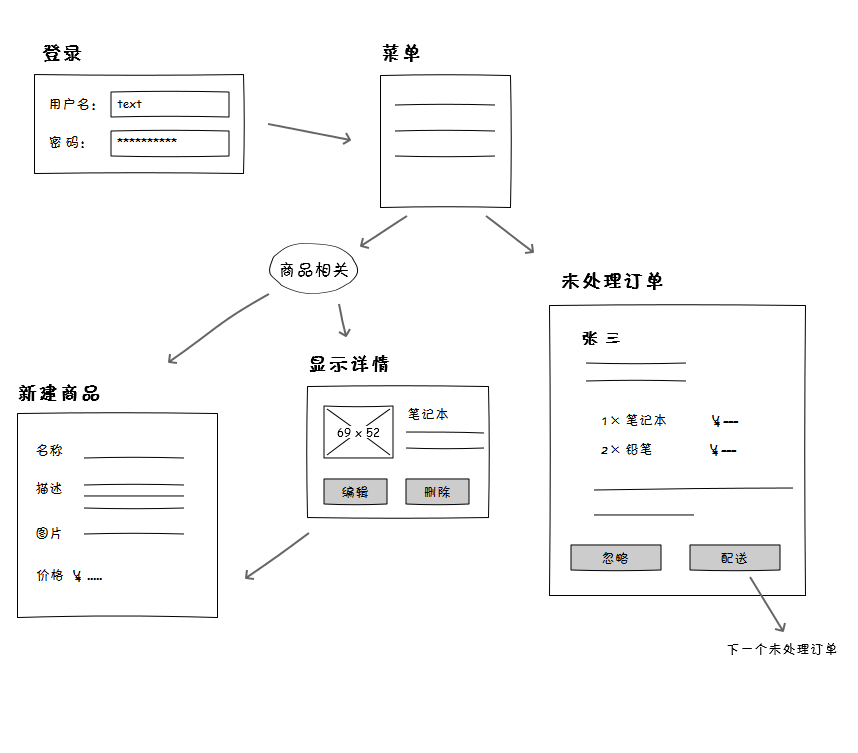 登录
菜单
用户名： text
密码： **********
商品相关
未处理订单
张 三
显示详情
新建商品
笔记本
69 x 52
1× 笔记本 ¥ ---
2× 铅笔 ¥ ---
名称
描述
编辑 删除
图片
忽略 配送
价格 ¥ .....
下一个未处理订单